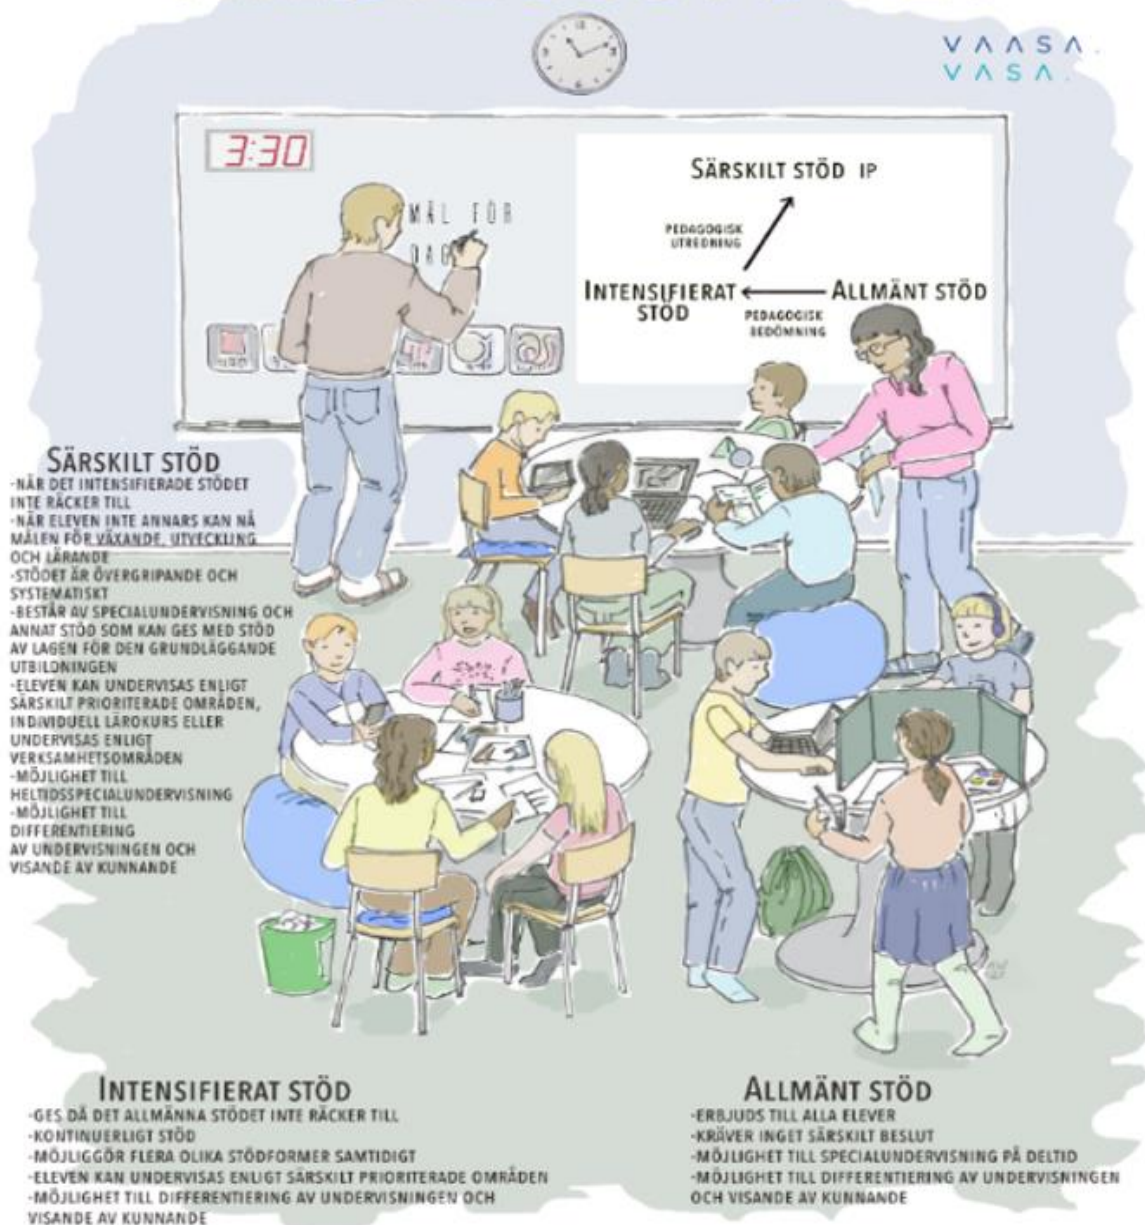 VAASA.
VASA.
3:30
MÅL FÖR
DAG
SÄRSKILT STÖD IP
PEDAGOGISK
UTREDNING
INTENSIFIERAT
STÖD
ALLMÄNT STÖD
PEDAGOGISK
BEDÖMNING
SÄRSKILT STÖD
-NÄR DET INTENSIFIERADE STÖDET
INTE RÄCKER TILL
-NÄR ELEVEN INTE ANNARS KAN NÅ
MÅLEN FÖR VÄXANDE, UTVECKLING
OCH LÄRANDE
-STÖDET ÄR ÖVERGRIPANDE OCH
SYSTEMATISKT
-BESTÅR AV SPECIALUNDERVISNING OCH
ANNAT STÖD SOM KAN GES MED STÖD
AV LAGEN FÖR DEN GRUNDLÄGGANDE
UTBILDNINGEN
-ELEVEN KAN UNDERVISAS ENLIGT
SÄRSKILT PRIORITERADE OMRÅDEN,
INDIVIDUELL LÄROKURS ELLER
UNDERVISAS ENLIGT
VERKSAMHETSOMRÅDEN
-MÖJLIGHET TILL
HELTIDSSPECIALUNDERVISNING
-MÖJLIGHET TILL
DIFFERENTIERING
AV UNDERVISNINGEN OCH
VISANDE AV KUNNANDE
INTENSIFIERAT STÖD
-GES DÅ DET ALLMÄNNA STÖDET INTE RÄCKER TILL
-KONTINUERLIGT STÖD
-MÖJLIGGÖR FLERA OLIKA STÖDFORMER SAMTIDIGT
-ELEVEN KAN UNDERVISAS ENLIGT SÄRSKILT PRIORITERADE OMRÅDEN
-MÖJLIGHET TILL DIFFERENTIERING AV UNDERVISNINGEN OCH
VISANDE AV KUNNANDE
ALLMÄNT STÖD
-ERBJUDS TILL ALLA ELEVER
-KRÄVER INGET SÄRSKILT BESLUT
-MÖJLIGHET TILL SPECIALUNDERVISNING PÅ DELTID
-MÖJLIGHET TILL DIFFERENTIERING AV UNDERVISNINGEN
OCH VISANDE AV KUNNANDE